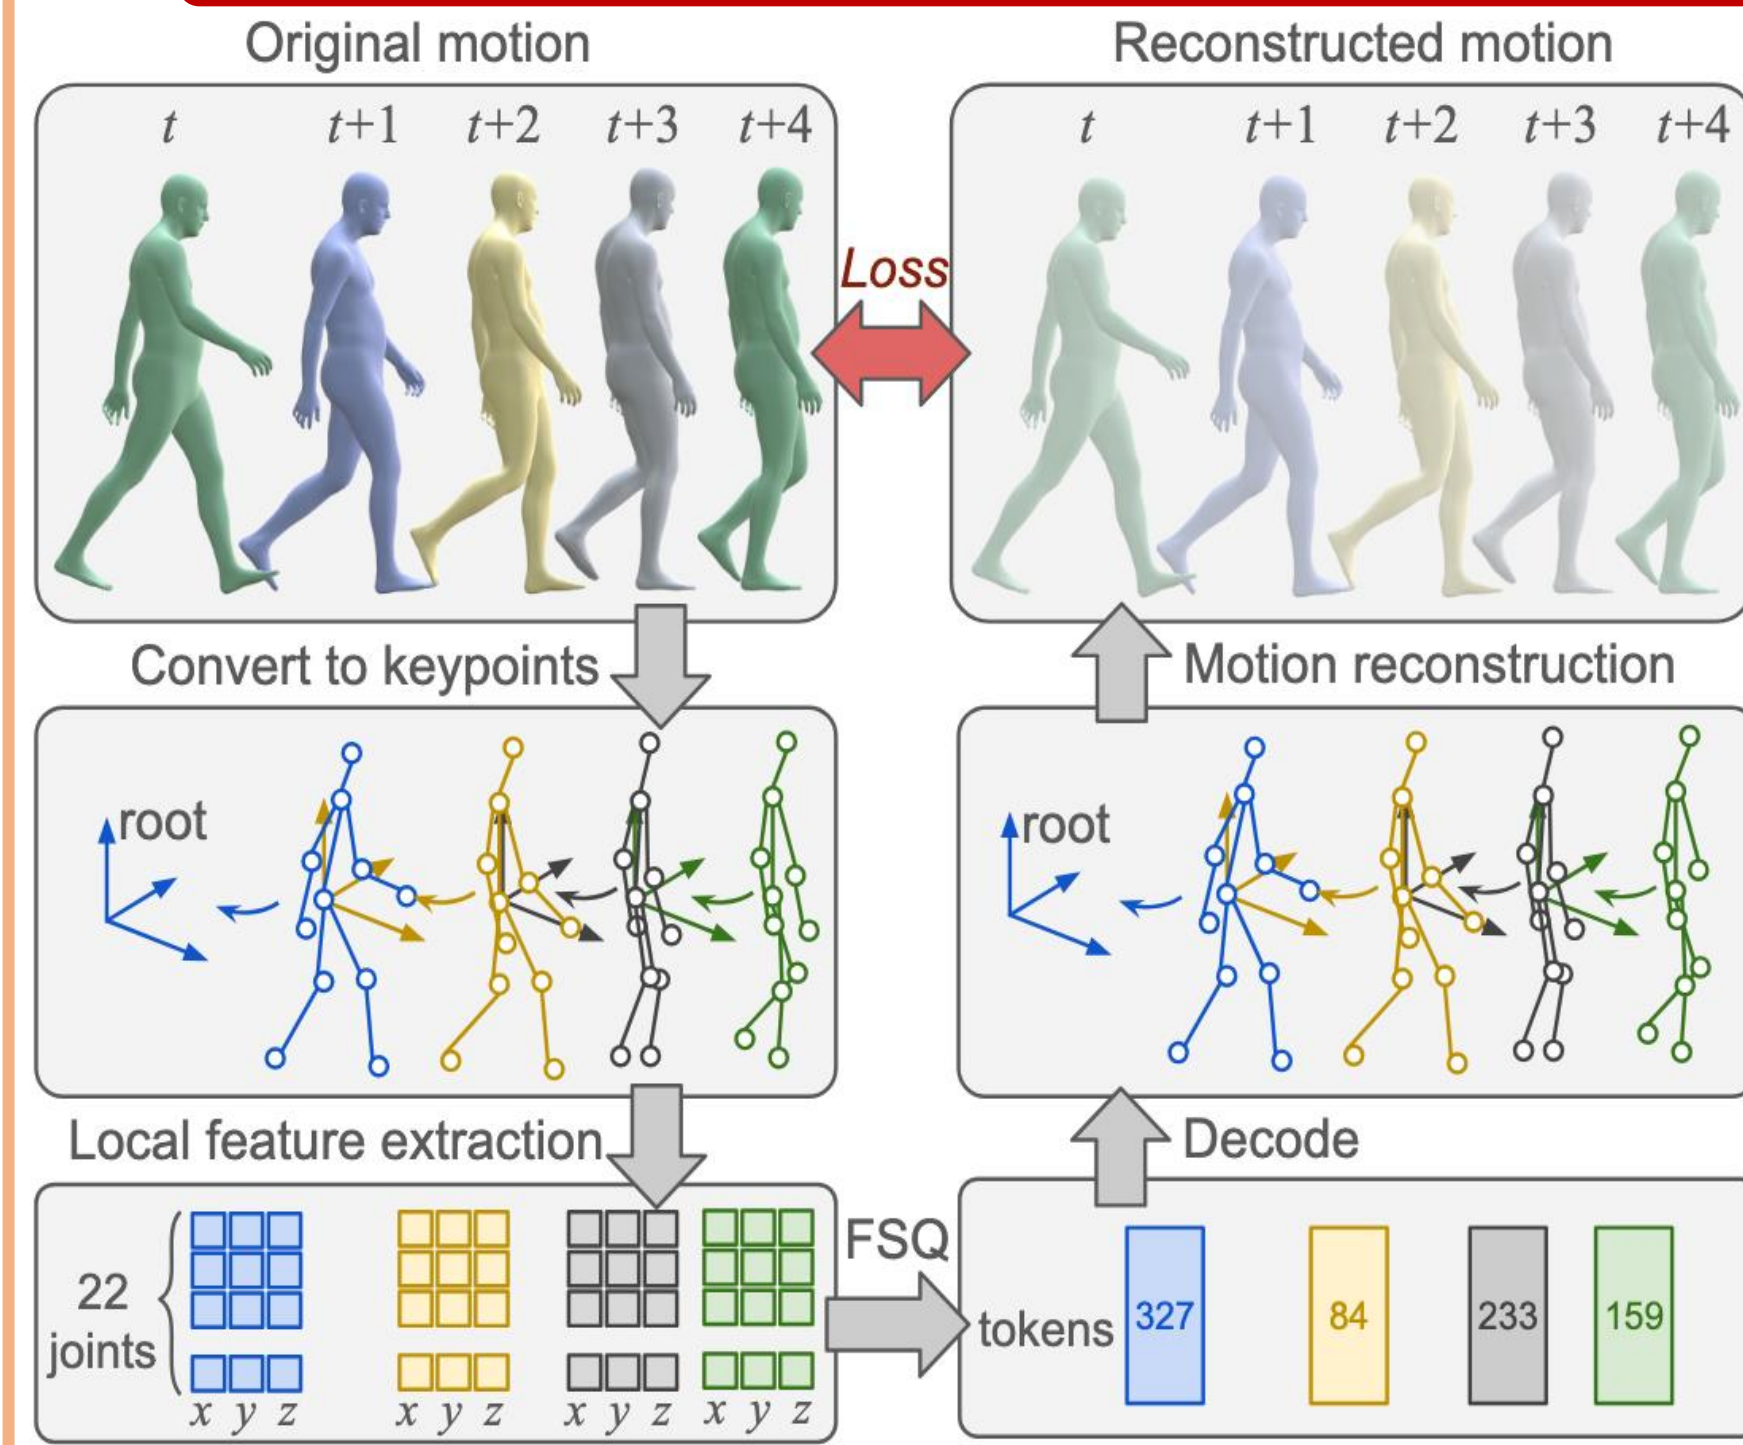 Original motion
Reconstructed motion
t t+1 t+2 t+3 t+4
t t+1 t+2 t+3 t+4
Loss
Convert to keypoints
Motion reconstruction
root
root
Local feature extraction
Decode
22
joints
x y z x y z x y z x y z
FSQ
tokens 327 84 233 159